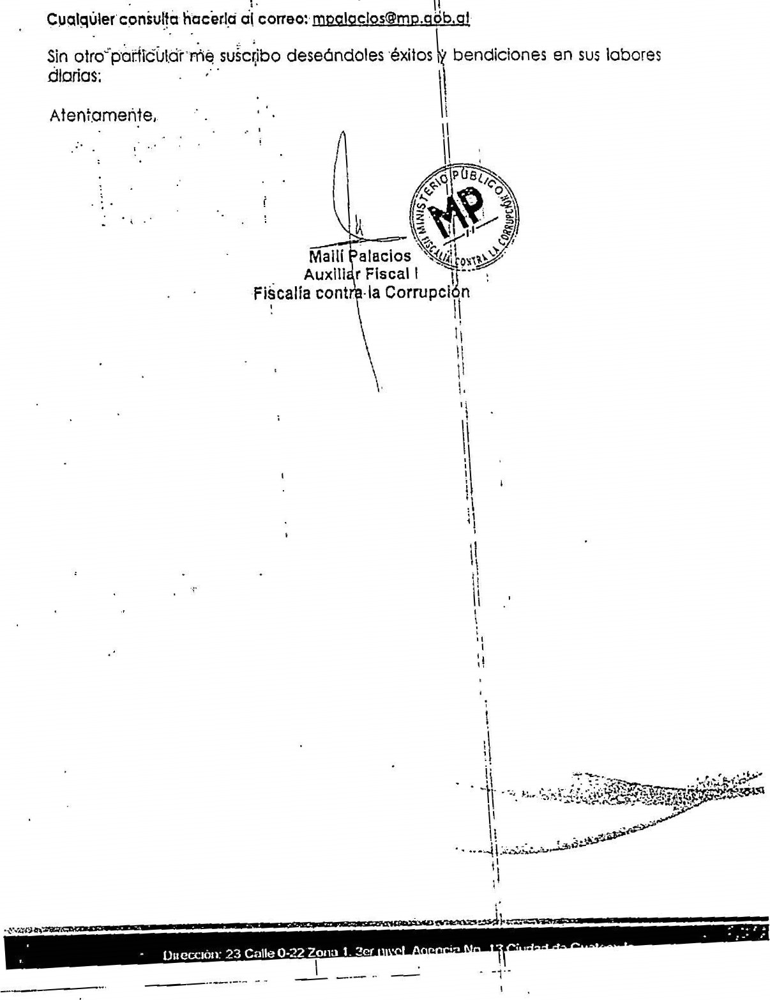 Cualquier consulta hacerla al correo: mpalacios@mp.gob.gt
Sin otro particular me suscribo deseándoles éxitos y bendiciones en sus labores
diarias:
Atentamente,
MINISTERIO PÚBLICO
MP
FISCALÍA CONTRA LA CORRUPCIÓN
Mailí Palacios
Auxiliar Fiscal I
Fiscalía contra la Corrupción
Dirección: 23 Calle 0-22 Zona 1. 3er nivel Agencia No. 13 Ciudad de Guatemala